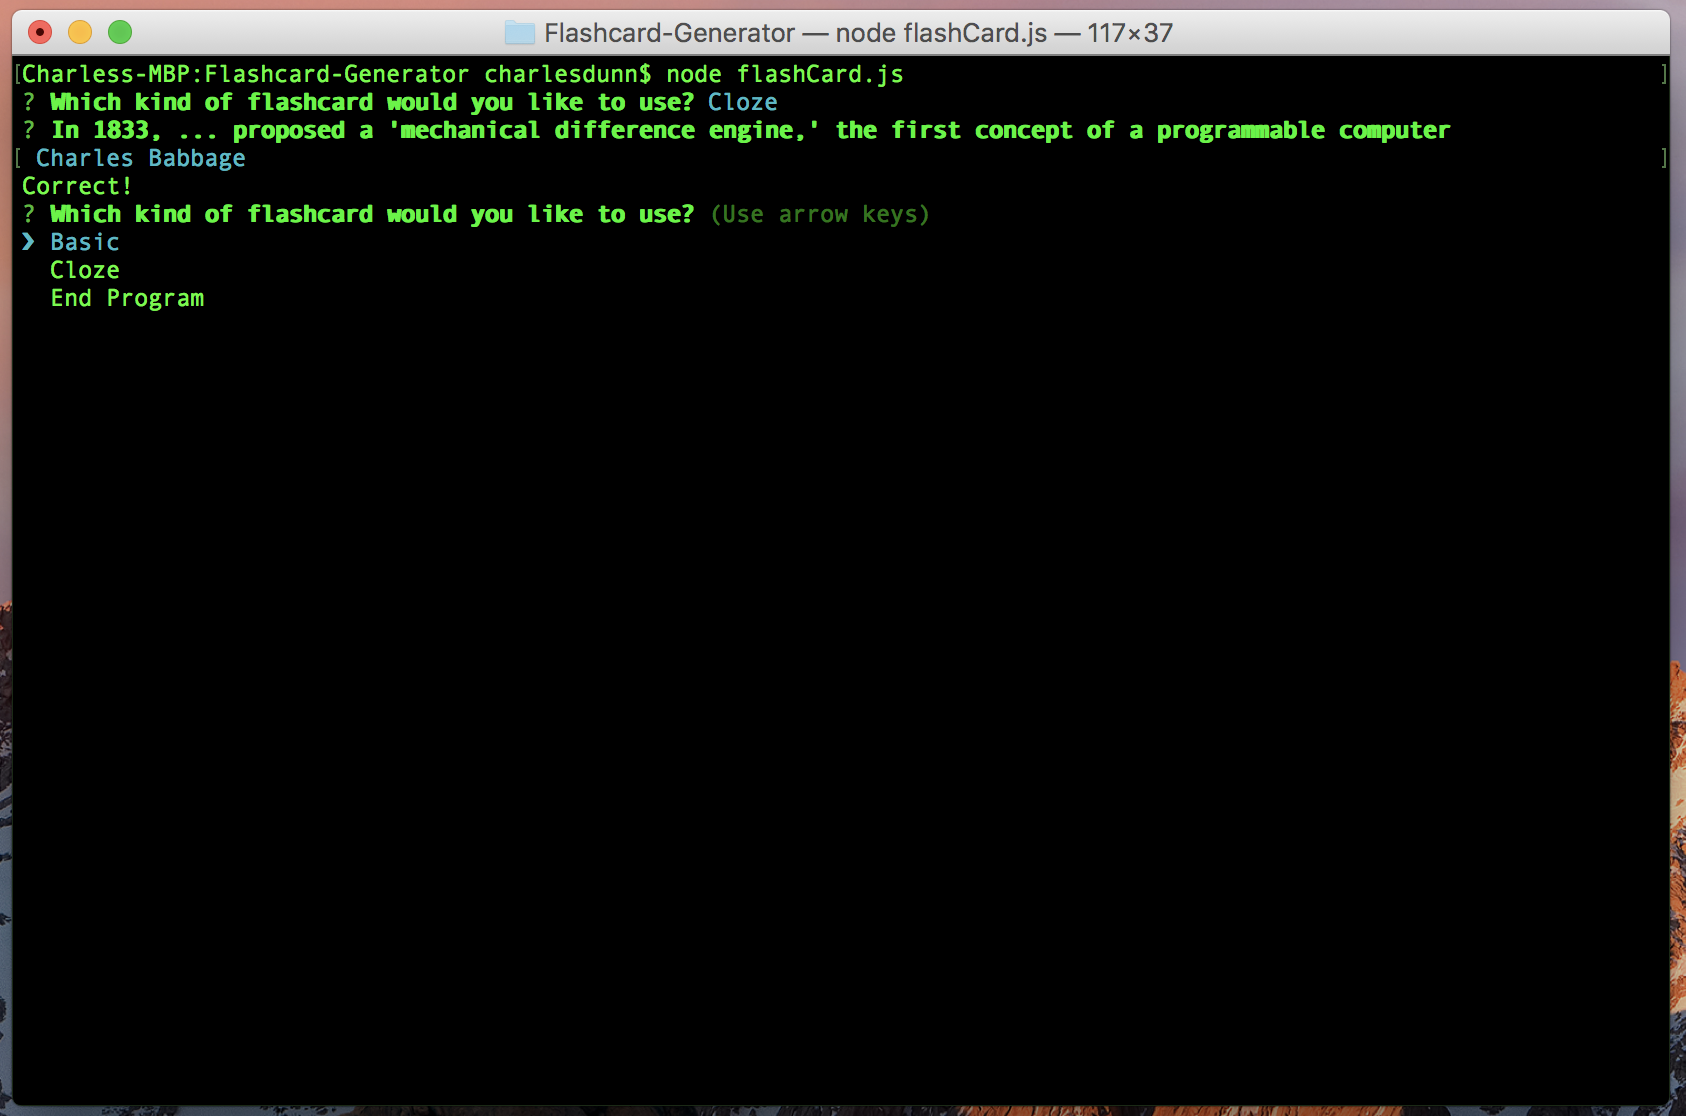 Flashcard-Generator — node flashCard.js — 117×37
[Charless-MBP:Flashcard-Generator charlesdunn$ node flashCard.js ]
? Which kind of flashcard would you like to use? Cloze
? In 1833, ... proposed a 'mechanical difference engine,' the first concept of a programmable computer
[ Charles Babbage ]
Correct!
? Which kind of flashcard would you like to use? (Use arrow keys)
❯ Basic
Cloze
End Program